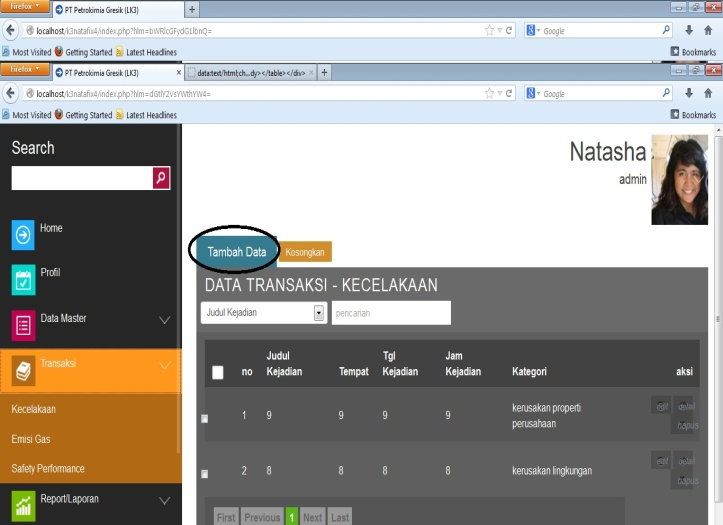 Firefox
PT Petrokimia Gresik (LK3)
+
localhost/k3natafix4/index.php?hlm=bWRlcGFydG1lbnQ=
Google
Most Visited Getting Started Latest Headlines
Bookmarks
Firefox
PT Petrokimia Gresik (LK3) x
data:text/html;ch...dy></table></div> x +
localhost/k3natafix4/index.php?hlm=dGtlY2VsYWthYW4=
Google
Most Visited Getting Started Latest Headlines
Bookmarks
Search
Natasha
admin
Home
Profil
Data Master
Transaksi
Kecelakaan
Emisi Gas
Safety Performance
Report/Laporan
Tambah Data Kosongkan
DATA TRANSAKSI - KECELAKAAN
Judul Kejadian pencarian
no Judul Kejadian Tempat Tgl Kejadian Jam Kejadian Kategori aksi
1 9 9 9 9 kerusakan properti perusahaan edit detail hapus
2 8 8 8 8 kerusakan lingkungan edit detail hapus
First Previous 1 Next Last